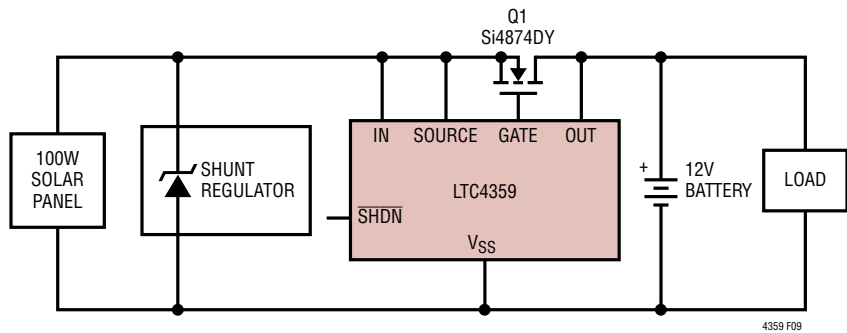 Q1
Si4874DY
IN SOURCE GATE OUT
100W
SOLAR
PANEL
SHUNT
REGULATOR
LTC4359
SHDN
VSS
+
12V
BATTERY
LOAD
4359 F09